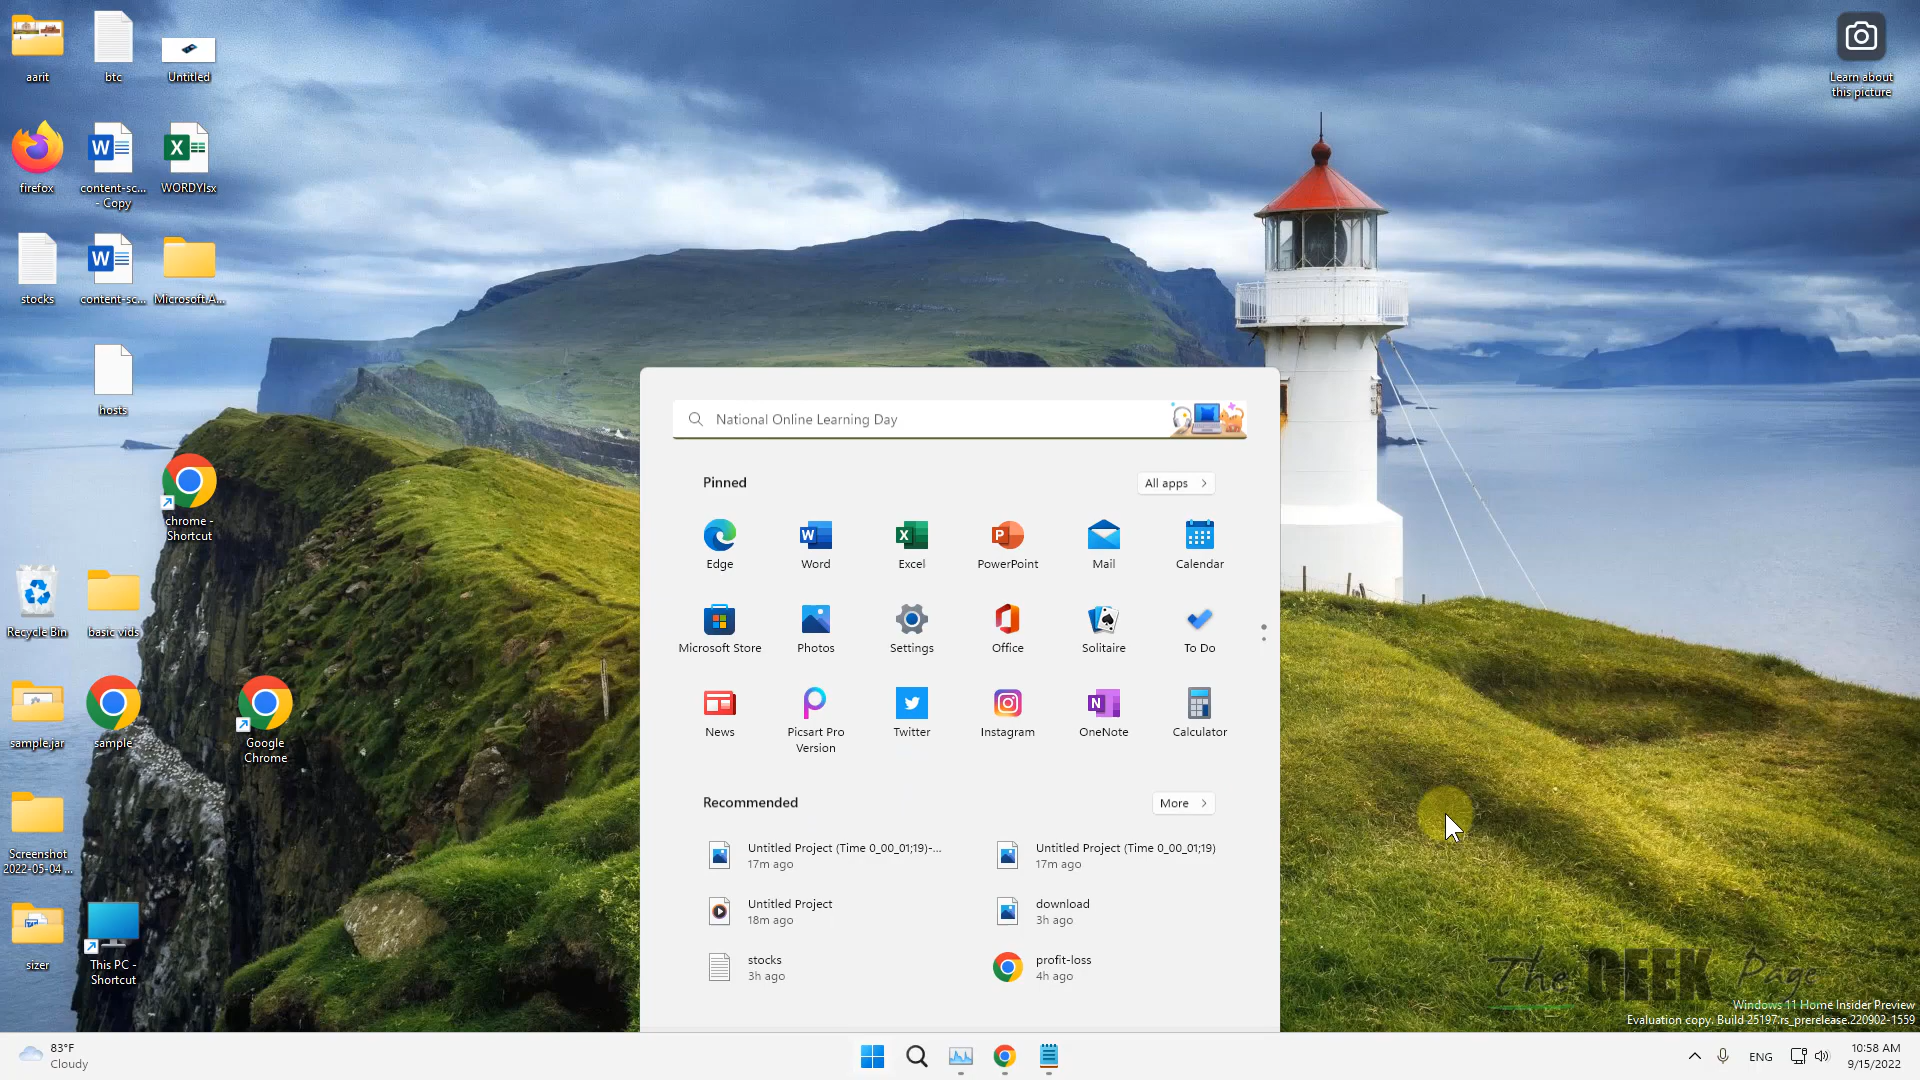 aarit
btc
Untitled
Learn about
this picture
firefox
content-sc...
- Copy
WORDYlsx
stocks
content-sc...
Microsoft.A...
hosts
chrome -
Shortcut
Recycle Bin
basic vids
sample.jar
sample
Google
Chrome
Screenshot
2022-05-04 ...
sizer
This PC -
Shortcut
National Online Learning Day
Pinned
All apps
Edge
Word
Excel
PowerPoint
Mail
Calendar
Microsoft Store
Photos
Settings
Office
Solitaire
To Do
News
Picsart Pro
Version
Twitter
Instagram
OneNote
Calculator
Recommended
More
Untitled Project (Time 0_00_01;19)-...
17m ago
Untitled Project (Time 0_00_01;19)
17m ago
Untitled Project
18m ago
download
3h ago
stocks
3h ago
profit-loss
4h ago
The GEEK Page
Windows 11 Home Insider Preview
Evaluation copy. Build 25197.rs_prerelease.220902-1559
83°F
Cloudy
ENG
10:58 AM
9/15/2022